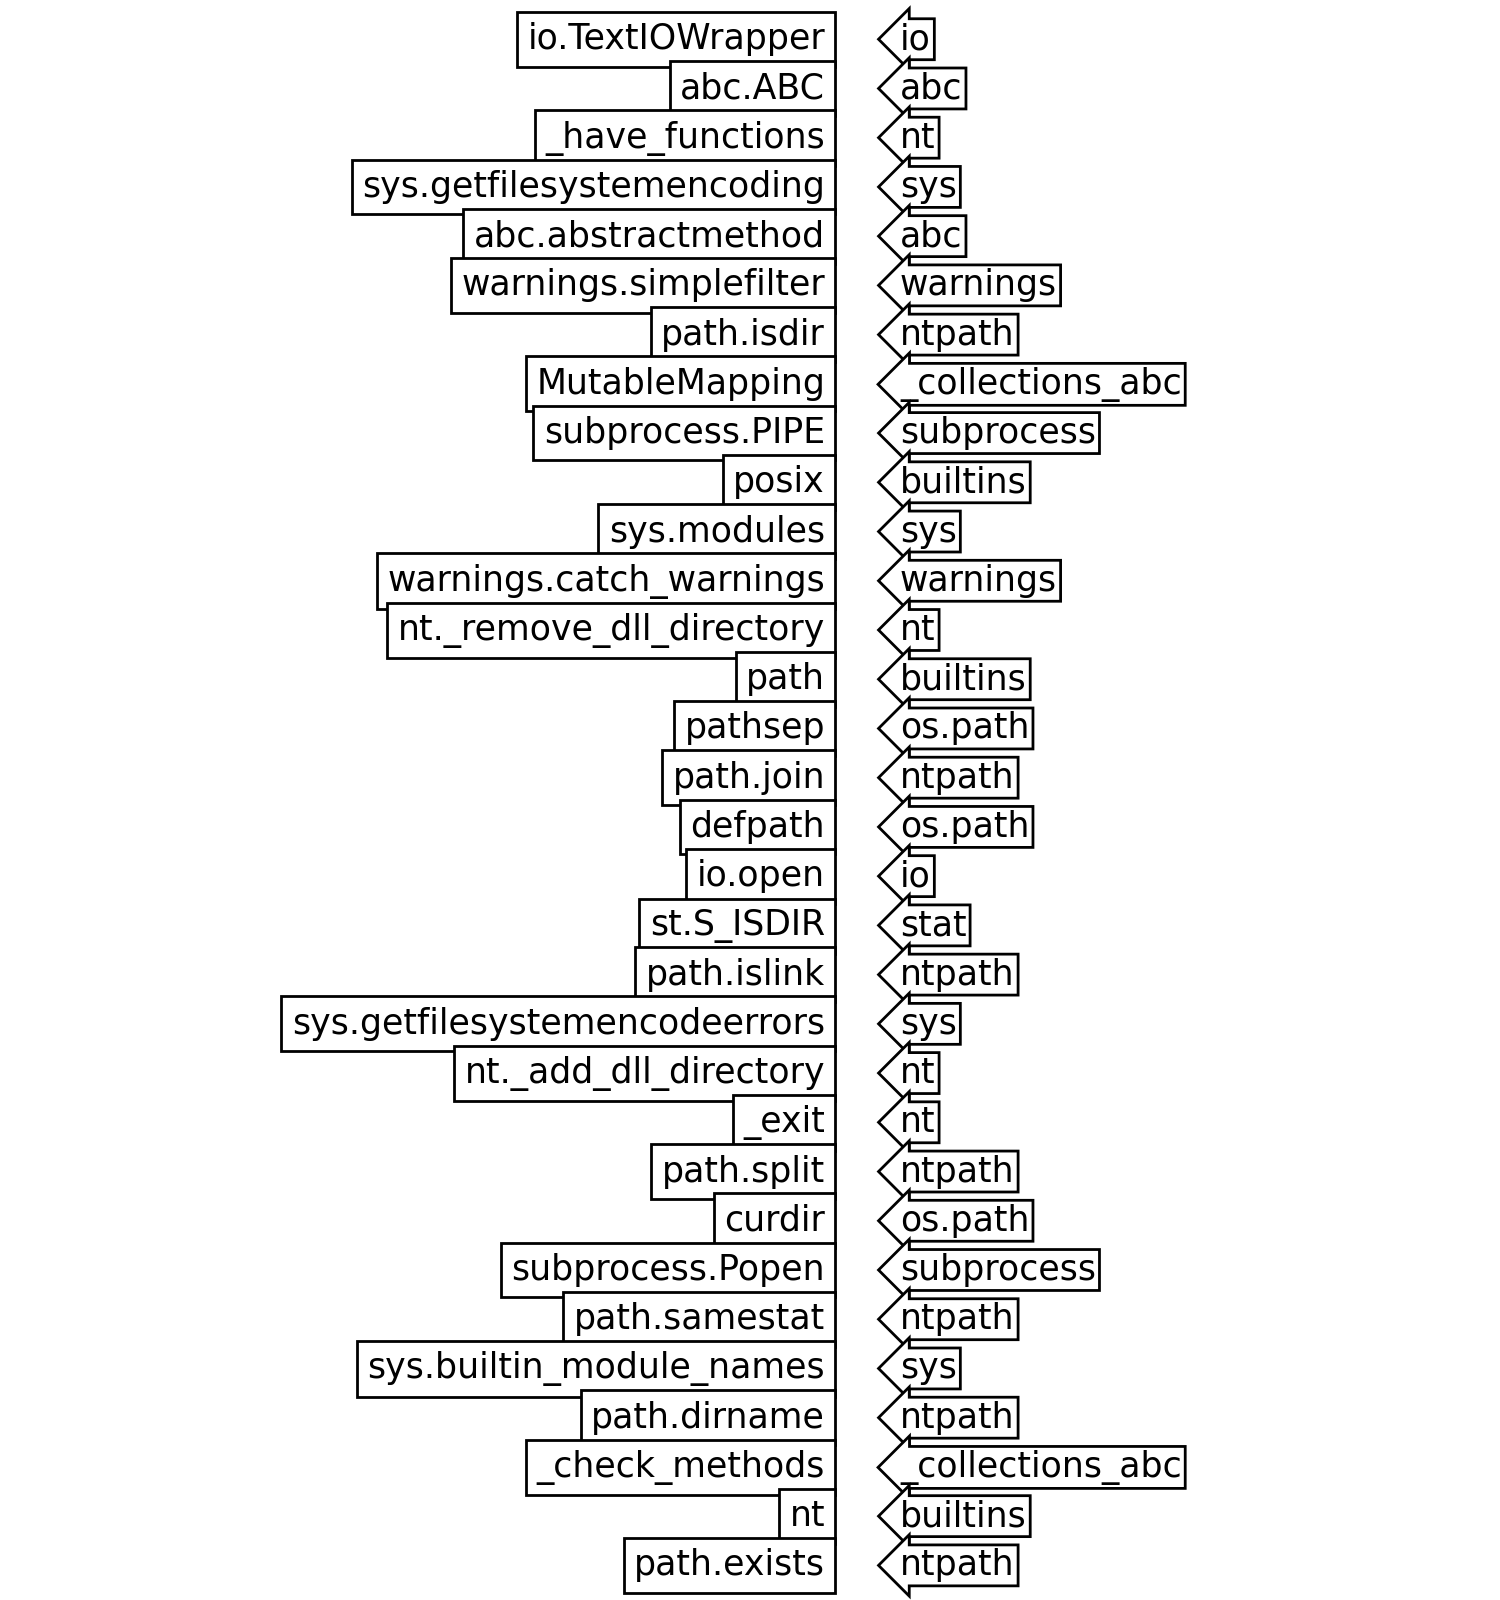 io.TextIOWrapper io
abc.ABC abc
_have_functions nt
sys.getfilesystemencoding sys
abc.abstractmethod abc
warnings.simplefilter warnings
path.isdir ntpath
MutableMapping _collections_abc
subprocess.PIPE subprocess
posix builtins
sys.modules sys
warnings.catch_warnings warnings
nt._remove_dll_directory nt
path builtins
pathsep os.path
path.join ntpath
defpath os.path
io.open io
st.S_ISDIR stat
path.islink ntpath
sys.getfilesystemencodeerrors sys
nt._add_dll_directory nt
_exit nt
path.split ntpath
curdir os.path
subprocess.Popen subprocess
path.samestat ntpath
sys.builtin_module_names sys
path.dirname ntpath
_check_methods _collections_abc
nt builtins
path.exists ntpath